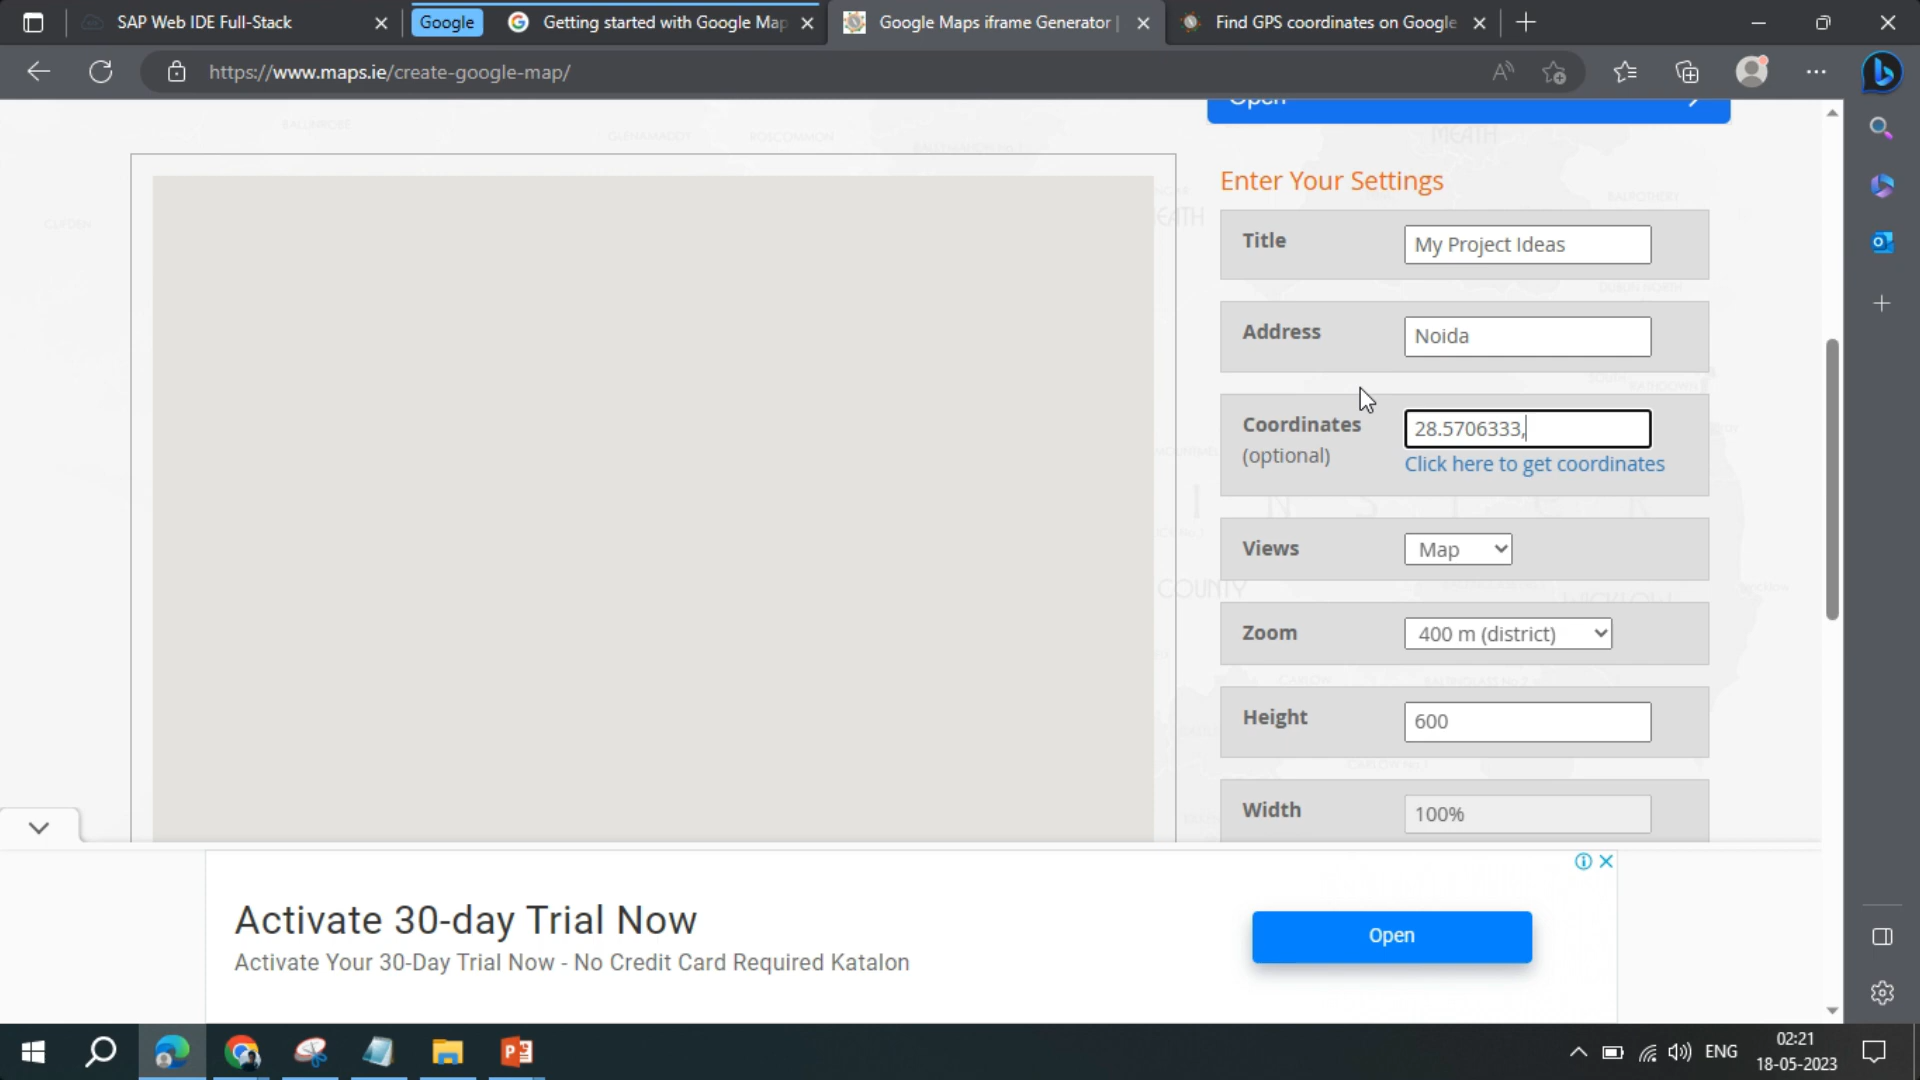 SAP Web IDE Full-Stack
Google
Getting started with Google Map
Google Maps iframe Generator |
Find GPS coordinates on Google
https://www.maps.ie/create-google-map/
Open
Enter Your Settings
Title
My Project Ideas
Address
Noida
Coordinates
(optional)
28.5706333,
Click here to get coordinates
Views
Map
Zoom
400 m (district)
Height
600
Width
100%
Activate 30-day Trial Now
Activate Your 30-Day Trial Now - No Credit Card Required Katalon
Open
ENG
02:21
18-05-2023